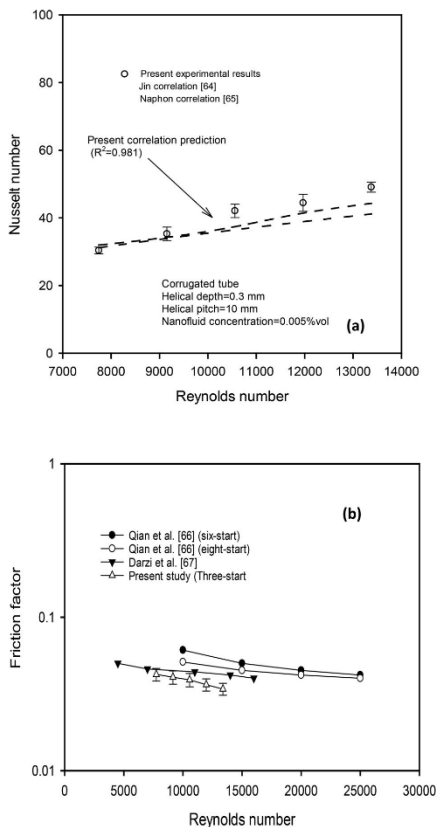 100
80
60
40
20
0
Nusselt number
Present experimental results
Jin correlation [64]
Naphon correlation [65]
Present correlation prediction
(R²=0.981)
Corrugated tube
Helical depth=0.3 mm
Helical pitch=10 mm
Nanofluid concentration=0.005%vol
(a)
7000 8000 9000 10000 11000 12000 13000 14000
Reynolds number
1
0.1
0.01
Friction factor
(b)
Qian et al. [66] (six-start)
Qian et al. [66] (eight-start)
Darzi et al. [67]
Present study (Three-start
0 5000 10000 15000 20000 25000 30000
Reynolds number